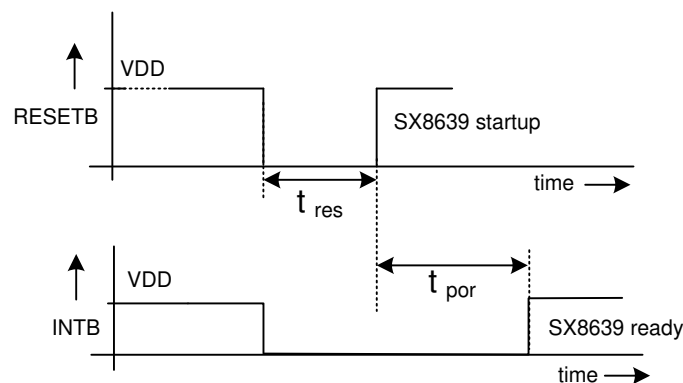 VDD
RESETB
SX8639 startup
time
t res
t por
VDD
INTB
SX8639 ready
time